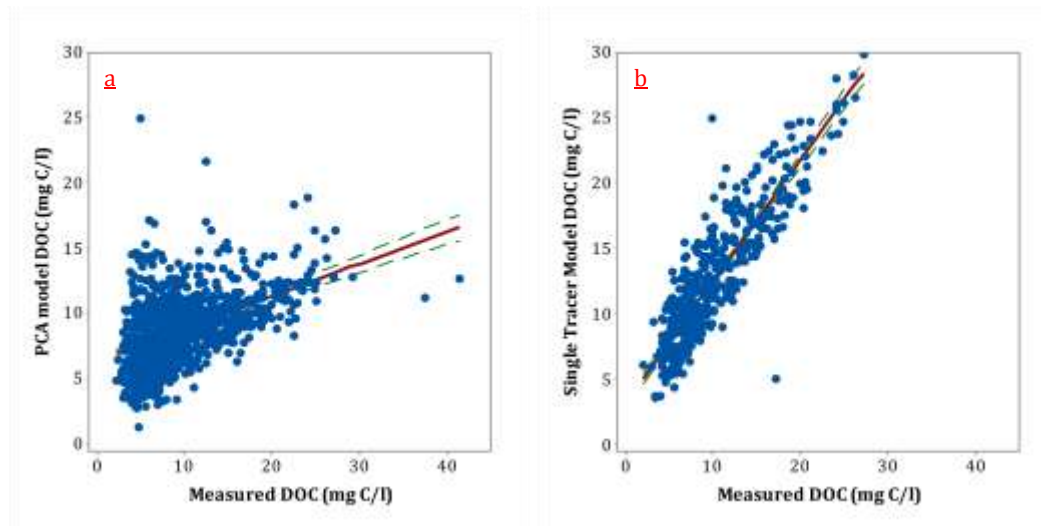 a
30
25
20
15
10
5
0
PCA model DOC (mg C/l)
0 10 20 30 40
Measured DOC (mg C/l)
b
30
25
20
15
10
5
0
Single Tracer Model DOC (mg C/l)
0 10 20 30 40
Measured DOC (mg C/l)